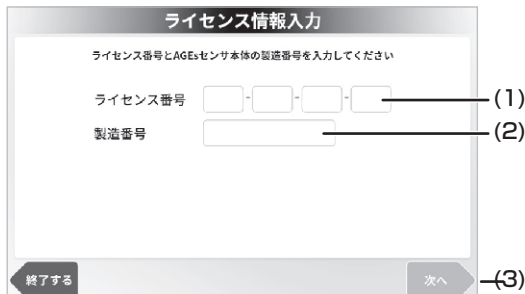 ライセンス情報入力
ライセンス番号とAGEsセンサ本体の製造番号を入力してください
ライセンス番号 - - - (1)
製造番号 (2)
終了する 次へ (3)